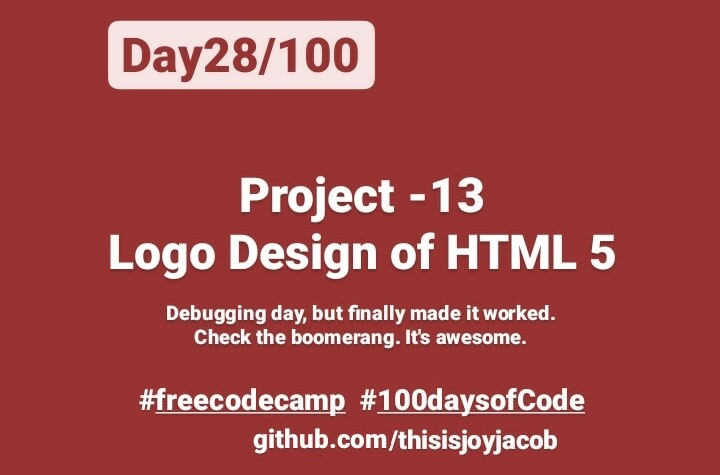 Day28/100
Project -13
Logo Design of HTML 5
Debugging day, but finally made it worked.
Check the boomerang. It's awesome.
#freecodecamp #100daysofCode
github.com/thisisjoyjacob